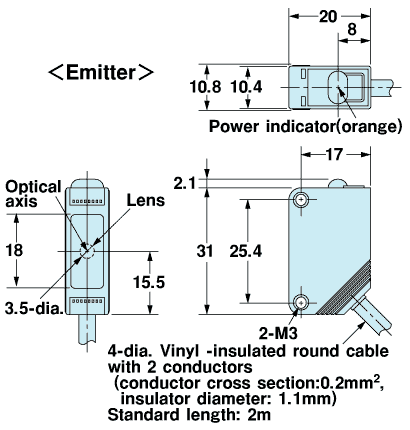 20
8
<Emitter>
10.8
10.4
Power indicator(orange)
17
2.1
Optical
axis
Lens
18
31
25.4
15.5
3.5-dia.
2-M3
4-dia. Vinyl -insulated round cable
with 2 conductors
(conductor cross section:0.2mm²,
insulator diameter: 1.1mm)
Standard length: 2m